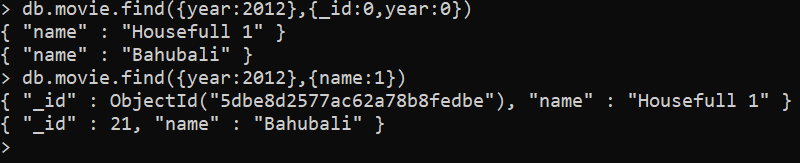 > db.movie.find({year:2012},{_id:0,year:0})
{ "name" : "Housefull 1" }
{ "name" : "Bahubali" }
> db.movie.find({year:2012},{name:1})
{ "_id" : ObjectId("5dbe8d2577ac62a78b8fedbe"), "name" : "Housefull 1" }
{ "_id" : 21, "name" : "Bahubali" }
>